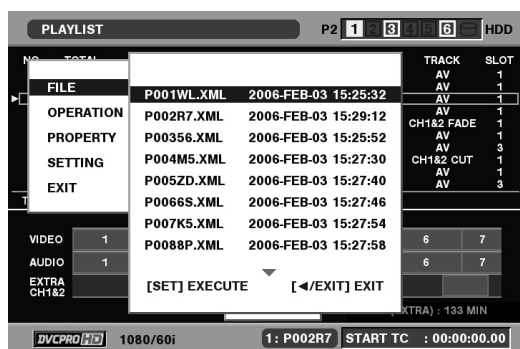 PLAYLIST P2 1 2 3 4 5 6 HDD
NO TOTAL TRACK SLOT
AV 1
AV 1
AV 1
AV 1
CH1&2 FADE 1
AV 1
AV 3
CH1&2 CUT 1
AV 1
AV 3
FILE
OPERATION
PROPERTY
SETTING
EXIT
P001WL.XML 2006-FEB-03 15:25:32
P002R7.XML 2006-FEB-03 15:29:12
P00356.XML 2006-FEB-03 15:25:52
P004M5.XML 2006-FEB-03 15:27:30
P005ZD.XML 2006-FEB-03 15:27:40
P0066S.XML 2006-FEB-03 15:27:46
P007K5.XML 2006-FEB-03 15:27:54
P0088P.XML 2006-FEB-03 15:27:58
[SET] EXECUTE [◄/EXIT] EXIT
VIDEO 1 6 7
AUDIO 1 6 7
EXTRA
CH1&2
XTRA) : 133 MIN
DVCPRO HD 1080/60i 1: P002R7 START TC : 00:00:00.00